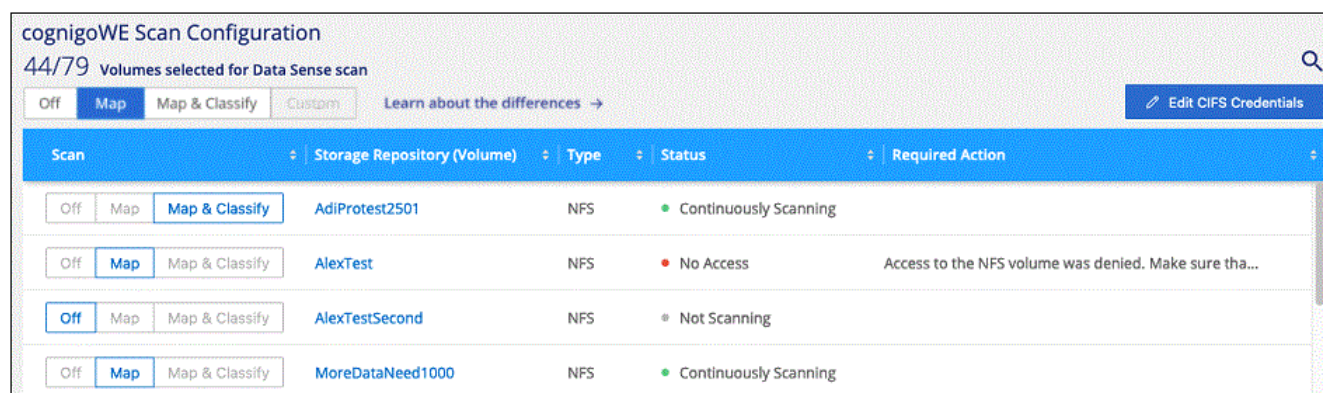 cognigoWE Scan Configuration
44/79 Volumes selected for Data Sense scan
Off Map Map & Classify Custom Learn about the differences → Edit CIFS Credentials
Scan Storage Repository (Volume) Type Status Required Action
Off Map Map & Classify AdiProtest2501 NFS Continuously Scanning
Off Map Map & Classify AlexTest NFS No Access Access to the NFS volume was denied. Make sure tha...
Off Map Map & Classify AlexTestSecond NFS Not Scanning
Off Map Map & Classify MoreDataNeed1000 NFS Continuously Scanning